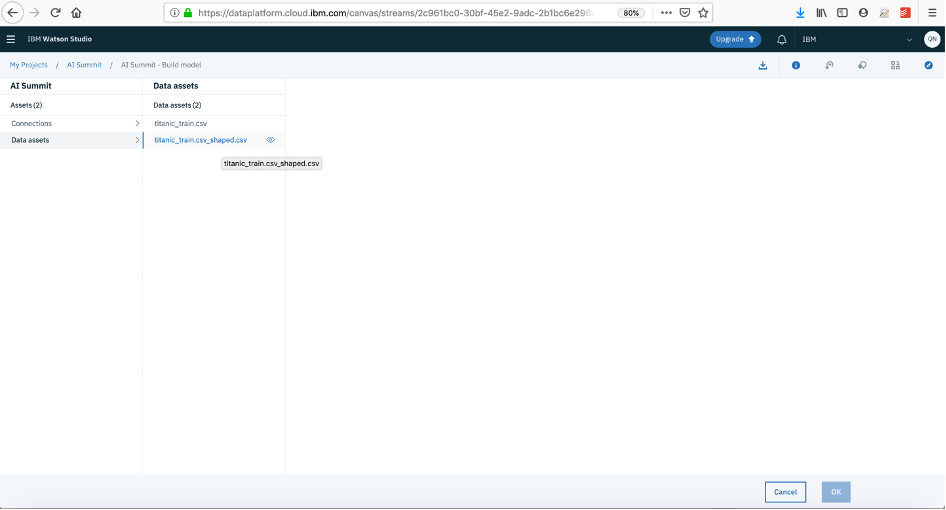 https://dataplatform.cloud.ibm.com/canvas/streams/2c961bc0-30bf-45e2-9adc-2b1bc6e296
80%
IBM Watson Studio
Upgrade
IBM
QN
My Projects / AI Summit / AI Summit - Build model
AI Summit
Data assets
Assets (2)
Data assets (2)
Connections
titanic_train.csv
Data assets
titanic_train.csv_shaped.csv
titanic_train.csv_shaped.csv
Cancel
OK